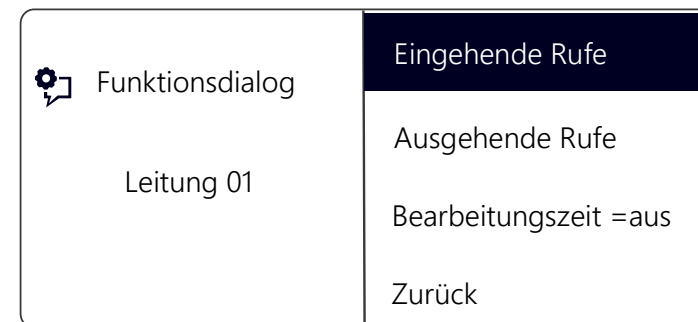 Funktionsdialog
Leitung 01
Eingehende Rufe
Ausgehende Rufe
Bearbeitungszeit =aus
Zurück